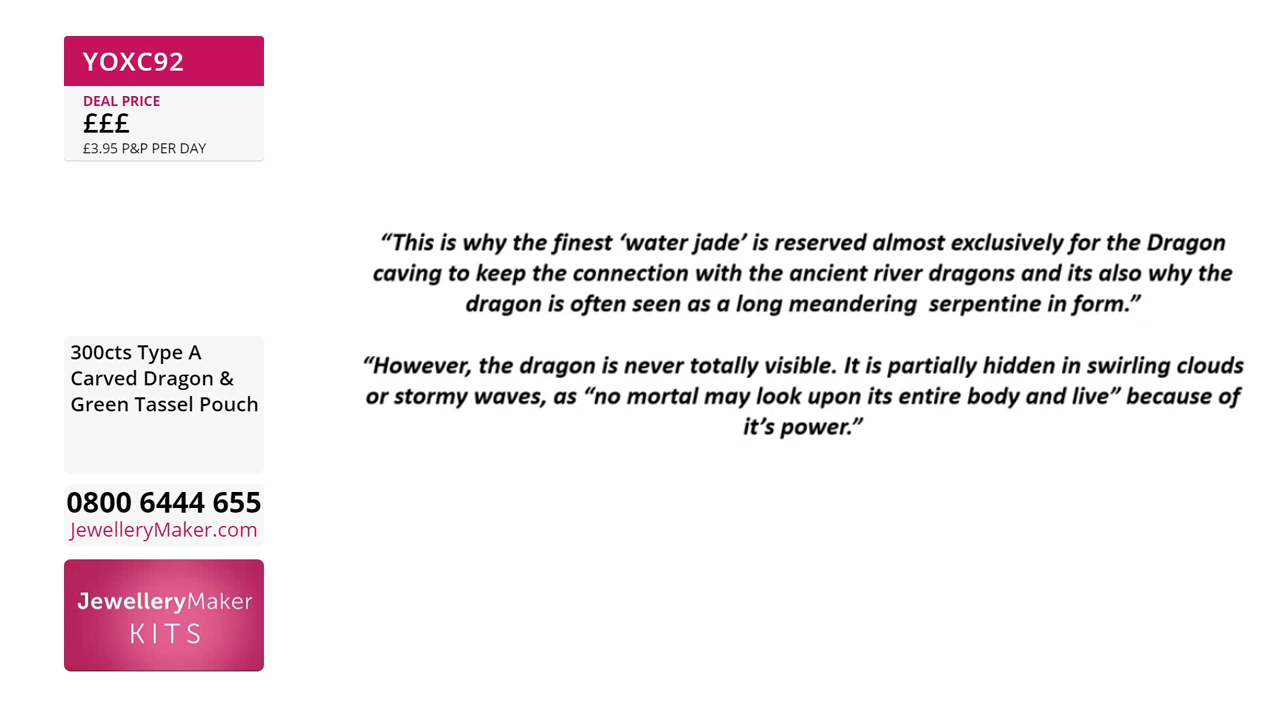 YOXC92
DEAL PRICE
£££
£3.95 P&P PER DAY
300cts Type A
Carved Dragon &
Green Tassel Pouch
0800 6444 655
JewelleryMaker.com
JewelleryMaker
KITS
“This is why the finest ‘water jade’ is reserved almost exclusively for the Dragon
caving to keep the connection with the ancient river dragons and its also why the
dragon is often seen as a long meandering serpentine in form.”
“However, the dragon is never totally visible. It is partially hidden in swirling clouds
or stormy waves, as “no mortal may look upon its entire body and live” because of
it’s power.”